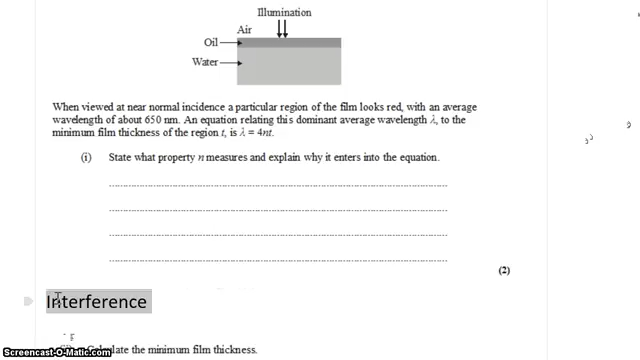 Illumination
Air
Oil
Water
When viewed at near normal incidence a particular region of the film looks red, with an average
wavelength of about 650 nm. An equation relating this dominant average wavelength λ, to the
minimum film thickness of the region t, is λ = 4nt.
(i) State what property n measures and explain why it enters into the equation.
(2)
Interference
Calculate the minimum film thickness.
Screencast-O-Matic.com